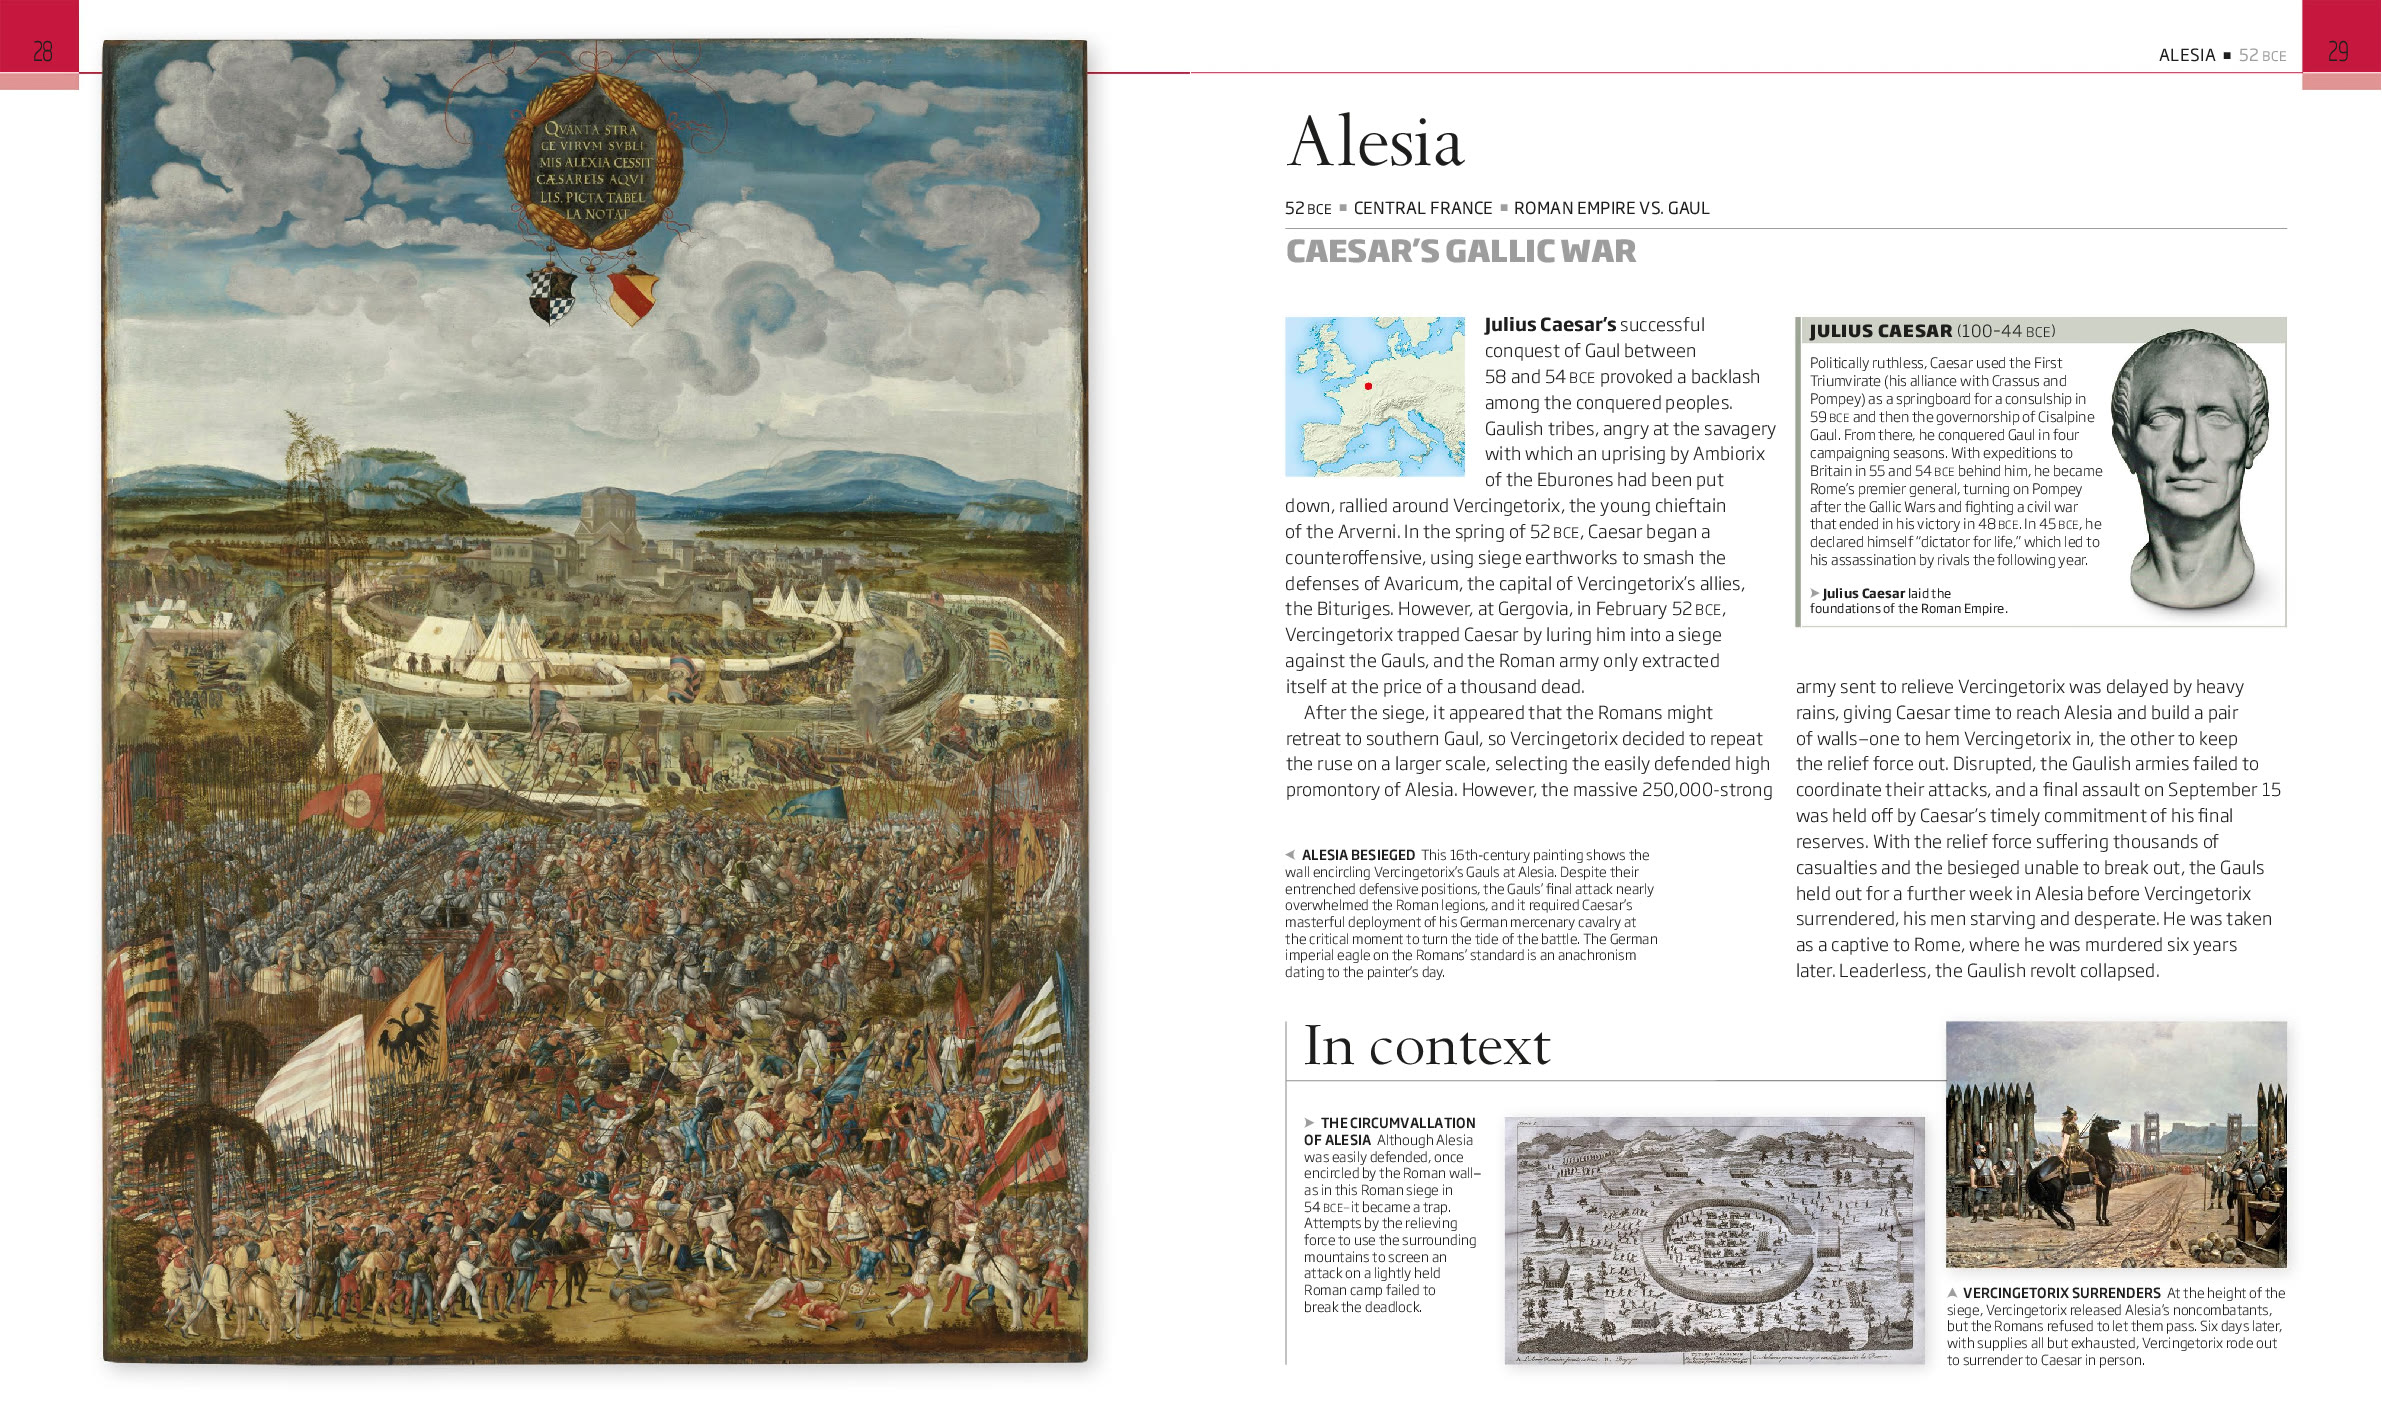 28
QVANTA STRA
GE VIRVM SVBLI
MIS ALEXIA CESSIT
CÆSAREIS AQVI
LIS. PICTA TABEL
LA NOTAT
ALESIA ■ 52 BCE
29
Alesia
52 BCE ■ CENTRAL FRANCE ■ ROMAN EMPIRE VS. GAUL
CAESAR'S GALLIC WAR
Julius Caesar's successful
conquest of Gaul between
58 and 54 BCE provoked a backlash
among the conquered peoples.
Gaulish tribes, angry at the savagery
with which an uprising by Ambiorix
of the Eburones had been put
down, rallied around Vercingetorix, the young chieftain
of the Arverni. In the spring of 52 BCE, Caesar began a
counteroffensive, using siege earthworks to smash the
defenses of Avaricum, the capital of Vercingetorix's allies,
the Bituriges. However, at Gergovia, in February 52 BCE,
Vercingetorix trapped Caesar by luring him into a siege
against the Gauls, and the Roman army only extracted
itself at the price of a thousand dead.
After the siege, it appeared that the Romans might
retreat to southern Gaul, so Vercingetorix decided to repeat
the ruse on a larger scale, selecting the easily defended high
promontory of Alesia. However, the massive 250,000-strong
JULIUS CAESAR (100–44 BCE)
Politically ruthless, Caesar used the First
Triumvirate (his alliance with Crassus and
Pompey) as a springboard for a consulship in
59 BCE and then the governorship of Cisalpine
Gaul. From there, he conquered Gaul in four
campaigning seasons. With expeditions to
Britain in 55 and 54 BCE behind him, he became
Rome's premier general, turning on Pompey
after the Gallic Wars and fighting a civil war
that ended in his victory in 48 BCE. In 45 BCE, he
declared himself "dictator for life," which led to
his assassination by rivals the following year.
➤ Julius Caesar laid the
foundations of the Roman Empire.
army sent to relieve Vercingetorix was delayed by heavy
rains, giving Caesar time to reach Alesia and build a pair
of walls—one to hem Vercingetorix in, the other to keep
the relief force out. Disrupted, the Gaulish armies failed to
coordinate their attacks, and a final assault on September 15
was held off by Caesar's timely commitment of his final
reserves. With the relief force suffering thousands of
casualties and the besieged unable to break out, the Gauls
held out for a further week in Alesia before Vercingetorix
surrendered, his men starving and desperate. He was taken
as a captive to Rome, where he was murdered six years
later. Leaderless, the Gaulish revolt collapsed.
ALESIA BESIEGED This 16th-century painting shows the
wall encircling Vercingetorix's Gauls at Alesia. Despite their
entrenched defensive positions, the Gauls' final attack nearly
overwhelmed the Roman legions, and it required Caesar's
masterful deployment of his German mercenary cavalry at
the critical moment to turn the tide of the battle. The German
imperial eagle on the Romans' standard is an anachronism
dating to the painter's day.
In context
➤ THE CIRCUMVALLATION
OF ALESIA Although Alesia
was easily defended, once
encircled by the Roman wall—
as in this Roman siege in
54 BCE–it became a trap.
Attempts by the relieving
force to use the surrounding
mountains to screen an
attack on a lightly held
Roman camp failed to
break the deadlock.
VERCINGETORIX SURRENDERS At the height of the
siege, Vercingetorix released Alesia's noncombatants,
but the Romans refused to let them pass. Six days later,
with supplies all but exhausted, Vercingetorix rode out
to surrender to Caesar in person.